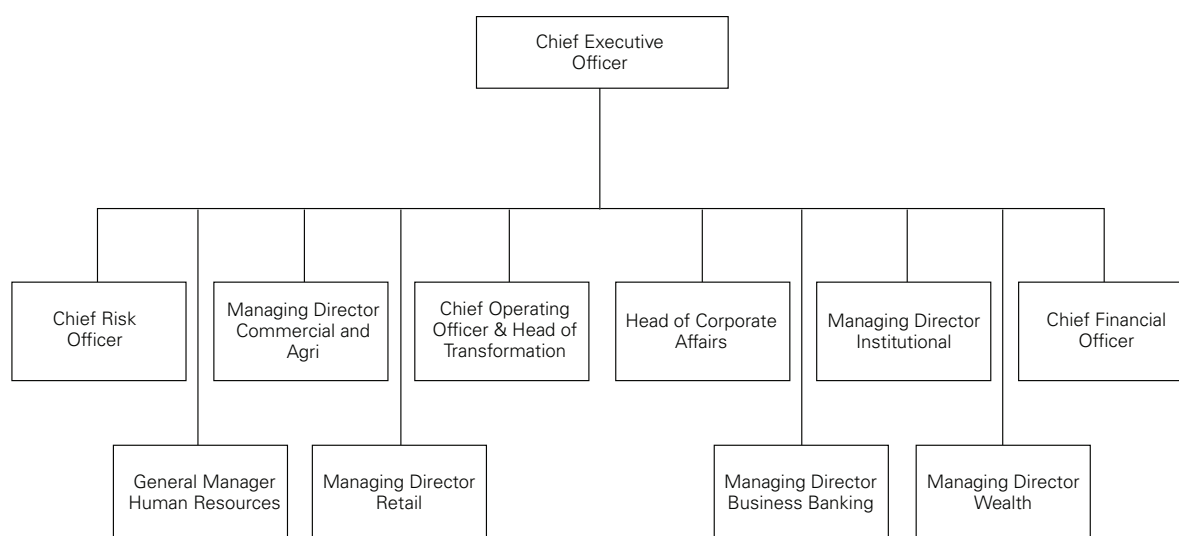 Chief Executive
Officer
Chief Risk
Officer
Managing Director
Commercial and
Agri
Chief Operating
Officer & Head of
Transformation
Head of Corporate
Affairs
Managing Director
Institutional
Chief Financial
Officer
General Manager
Human Resources
Managing Director
Retail
Managing Director
Business Banking
Managing Director
Wealth